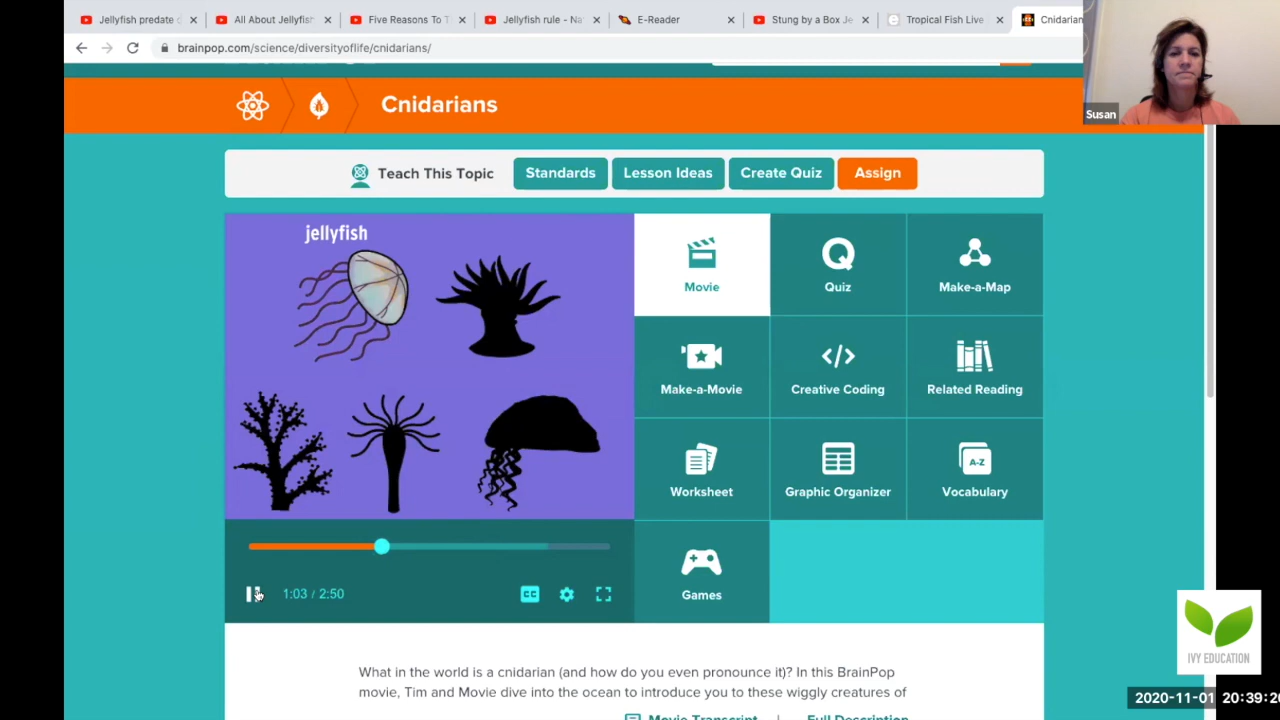 Jellyfish predate
All About Jellyfis
Five Reasons To T
Jellyfish rule - Na
E-Reader
Stung by a Box Je
Tropical Fish Live
Cnidarian
brainpop.com/science/diversityoflife/cnidarians/
Susan
Cnidarians
Teach This Topic
Standards
Lesson Ideas
Create Quiz
Assign
jellyfish
Movie
Quiz
Make-a-Map
Make-a-Movie
Creative Coding
Related Reading
Worksheet
Graphic Organizer
A-Z
Vocabulary
Games
1:03 / 2:50
CC
What in the world is a cnidarian (and how do you even pronounce it)? In this BrainPop
movie, Tim and Movie dive into the ocean to introduce you to these wiggly creatures of
Movie Transcript | Full Description
IVY EDUCATION
2020-11-01 20:39:2